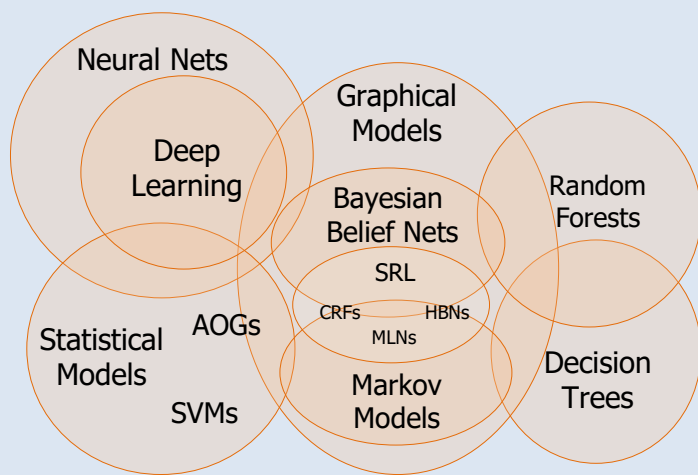 Neural Nets
Deep
Learning
Graphical
Models
Bayesian
Belief Nets
Random
Forests
SRL
CRFs
HBNs
MLNs
AOGs
Statistical
Models
SVMs
Markov
Models
Decision
Trees